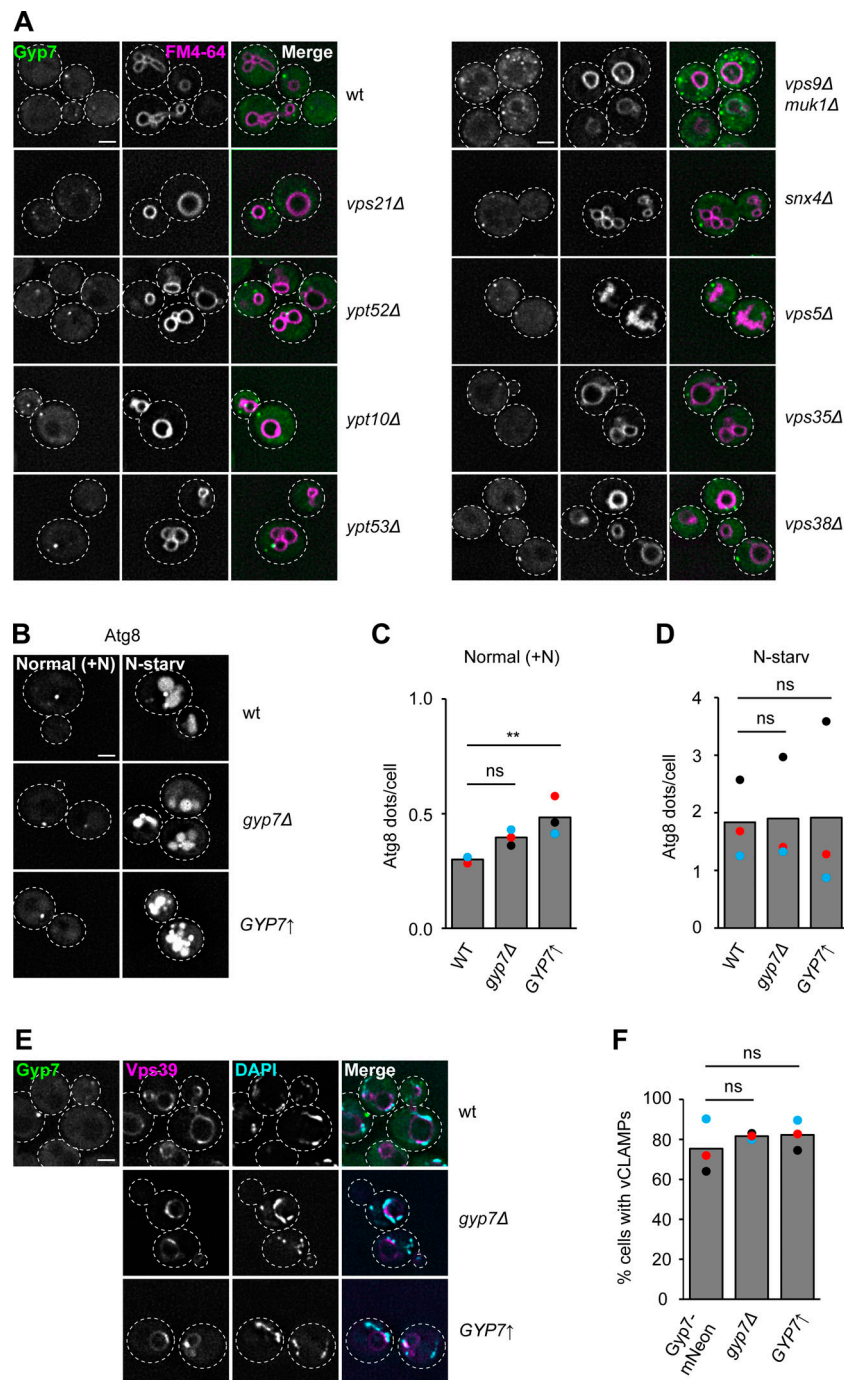 A
Gyp7 FM4-64 Merge
wt
vps21Δ
ypt52Δ
ypt10Δ
ypt53Δ
vps9Δ
muk1Δ
snx4Δ
vps5Δ
vps35Δ
vps38Δ
B
Atg8
Normal (+N) N-starv
wt
gyp7Δ
GYP7↑
C
Normal (+N)
Atg8 dots/cell
1.0
0.5
0.0
**
ns
WT
gyp7Δ
GYP7↑
D
N-starv
Atg8 dots/cell
4
3
2
1
0
ns
ns
WT
gyp7Δ
GYP7↑
E
Gyp7 Vps39 DAPI Merge
wt
gyp7Δ
GYP7↑
F
% cells with vCLAMPs
100
80
60
40
20
0
ns
ns
Gyp7-
mNeon
gyp7Δ
GYP7↑